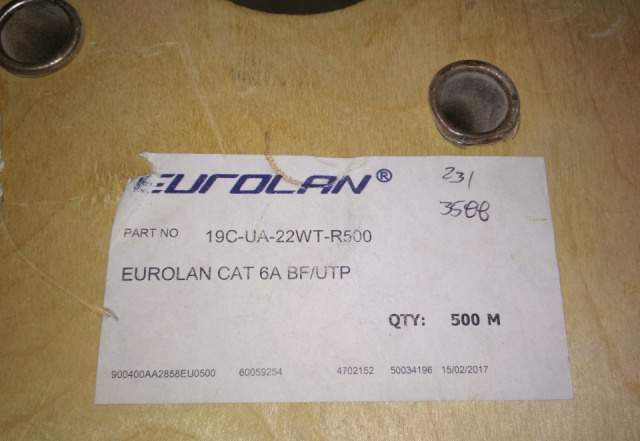 EUROLAN®
231
3588
PART NO 19C-UA-22WT-R500
EUROLAN CAT 6A BF/UTP
QTY: 500 M
900400AA2858EU0500 60059254 4702152 50034196 15/02/2017